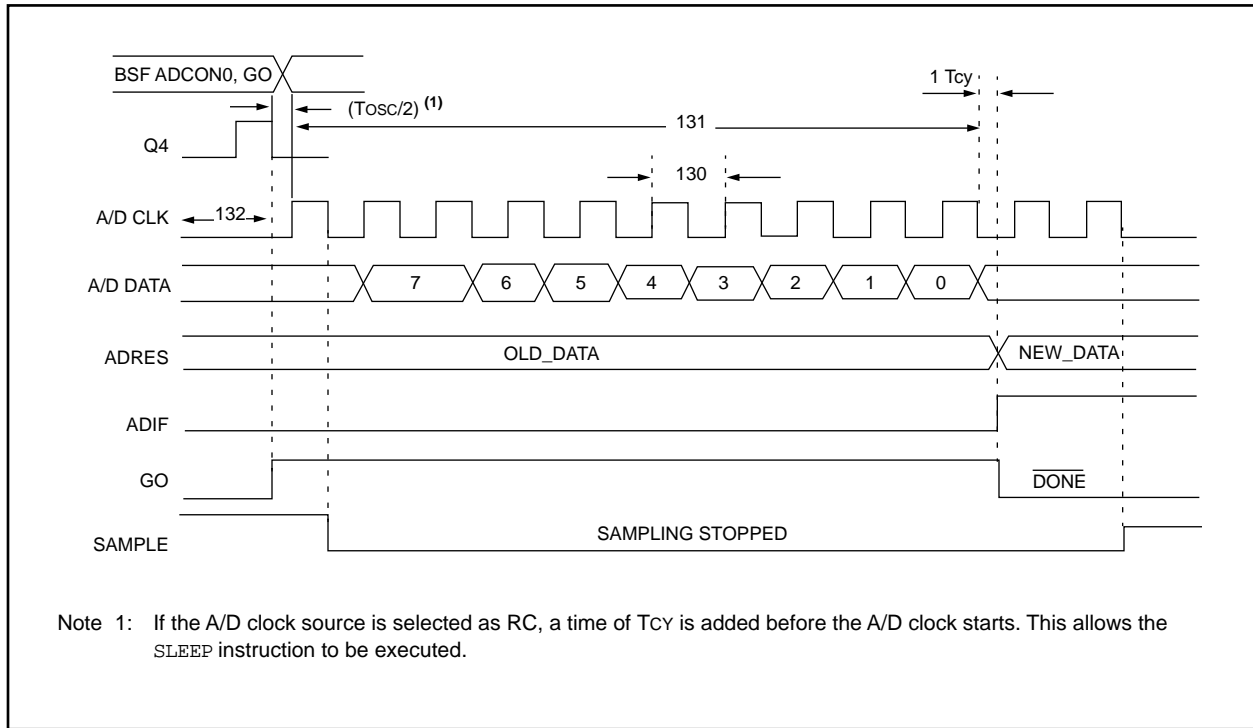 BSF ADCON0, GO
1 Tcy
(TOSC/2) (1)
131
Q4
130
A/D CLK
132
A/D DATA
7 6 5 4 3 2 1 0
ADRES
OLD_DATA
NEW_DATA
ADIF
GO
DONE
SAMPLE
SAMPLING STOPPED
Note 1: If the A/D clock source is selected as RC, a time of TCY is added before the A/D clock starts. This allows the
SLEEP instruction to be executed.